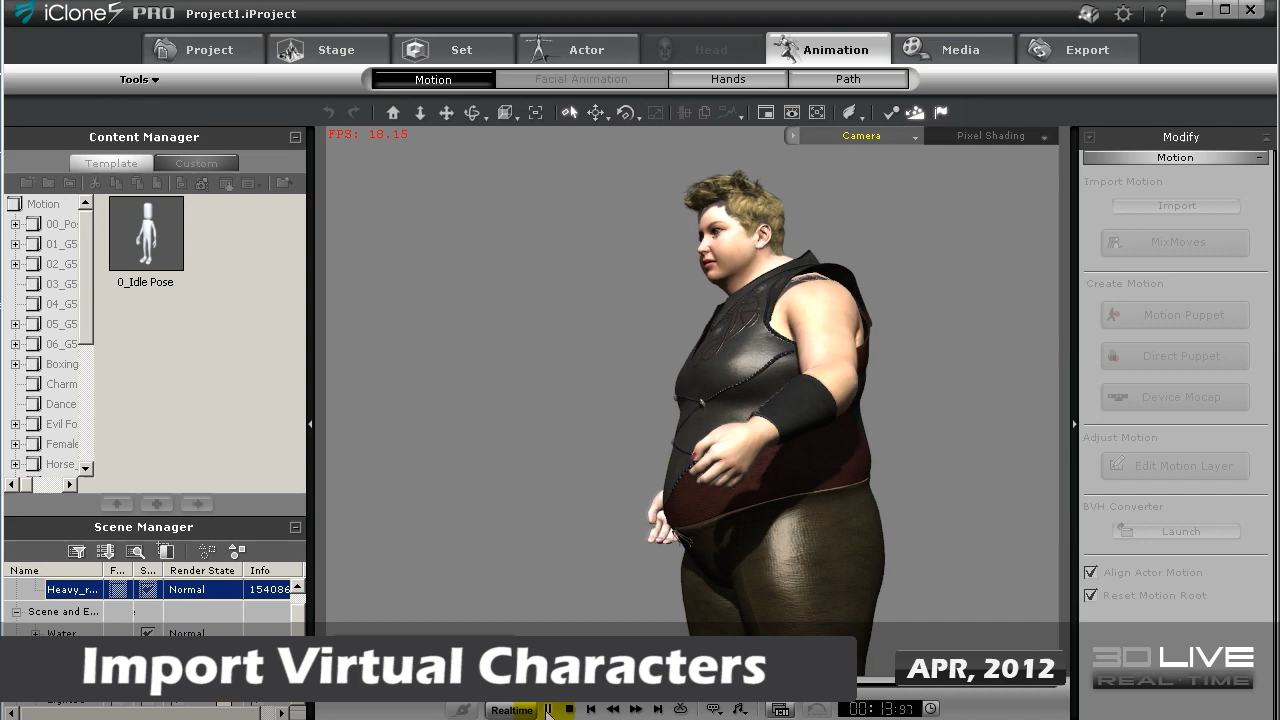 iClone5 PRO Project1.iProject
Project Stage Set Actor Head Animation Media Export
Tools
Motion Facial Animation Hands Path
Content Manager
Template Custom
Motion
00_Po
01_G5
02_G5
03_G5
04_G5
05_G5
06_G5
Boxing
Charm
Dance
Evil Fo
Female
Horse_
0_Idle Pose
FPS: 18.15
Camera Pixel Shading
Modify
Motion
Import Motion
Import
MixMoves
Create Motion
Motion Puppet
Direct Puppet
Device Mocap
Adjust Motion
Edit Motion Layer
BVH Converter
Launch
Align Actor Motion
Reset Motion Root
Scene Manager
Name F... S... Render State Info
Heavy_r... Normal 154086
Scene and E...
Water Normal
Import Virtual Characters
APR, 2012
3D LIVE
REAL·TIME
Realtime
00:13:97